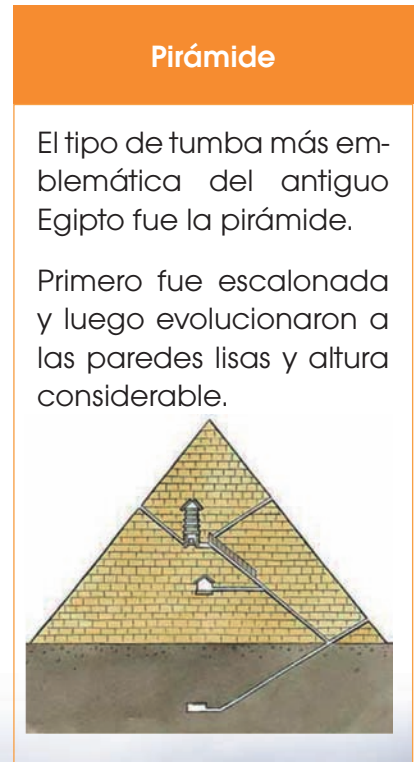 Pirámide
El tipo de tumba más em-
blemática del antiguo
Egipto fue la pirámide.
Primero fue escalonada
y luego evolucionaron a
las paredes lisas y altura
considerable.